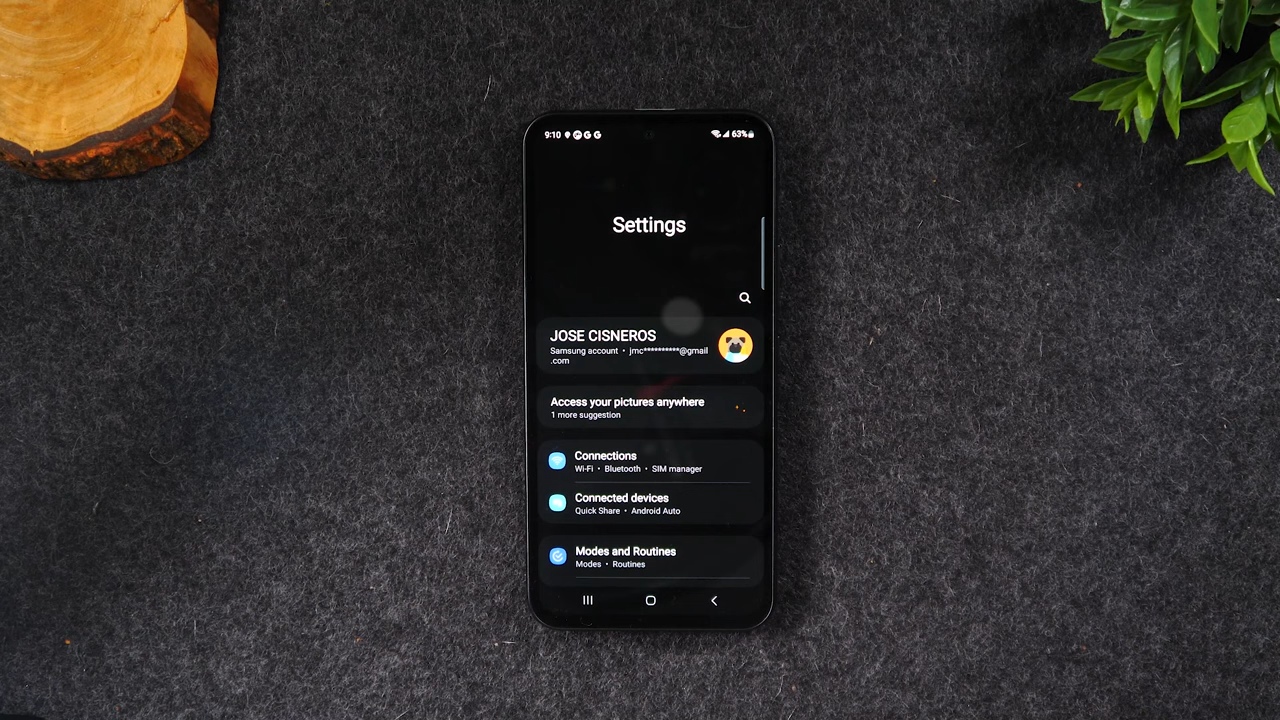 9:10 63%
Settings
JOSE CISNEROS
Samsung account • jmc**********@gmail
.com
Access your pictures anywhere
1 more suggestion
Connections
Wi-Fi • Bluetooth • SIM manager
Connected devices
Quick Share • Android Auto
Modes and Routines
Modes • Routines